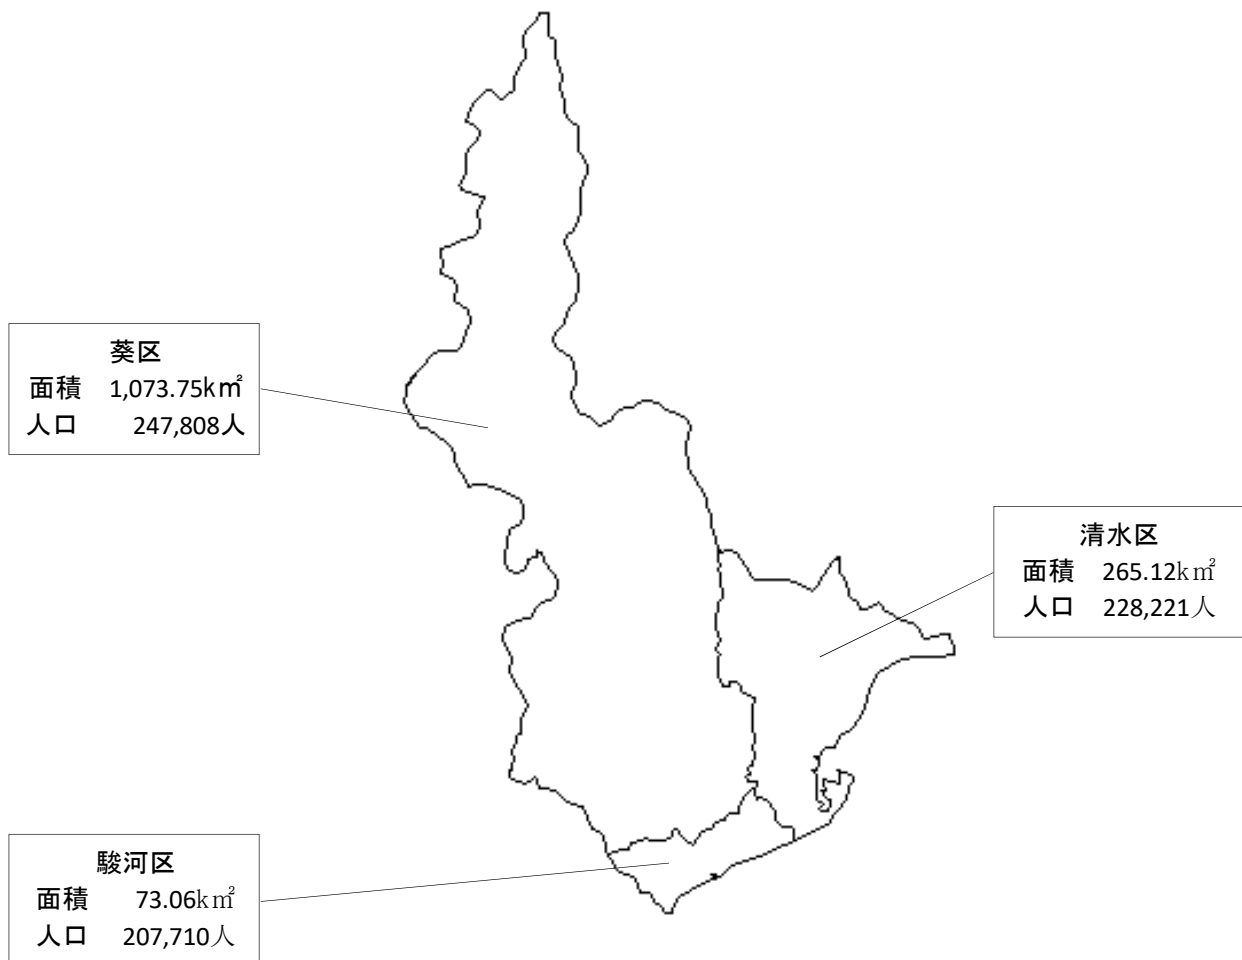 葵区
面積 1,073.75k㎡
人口 247,808人
清水区
面積 265.12k㎡
人口 228,221人
駿河区
面積 73.06k㎡
人口 207,710人